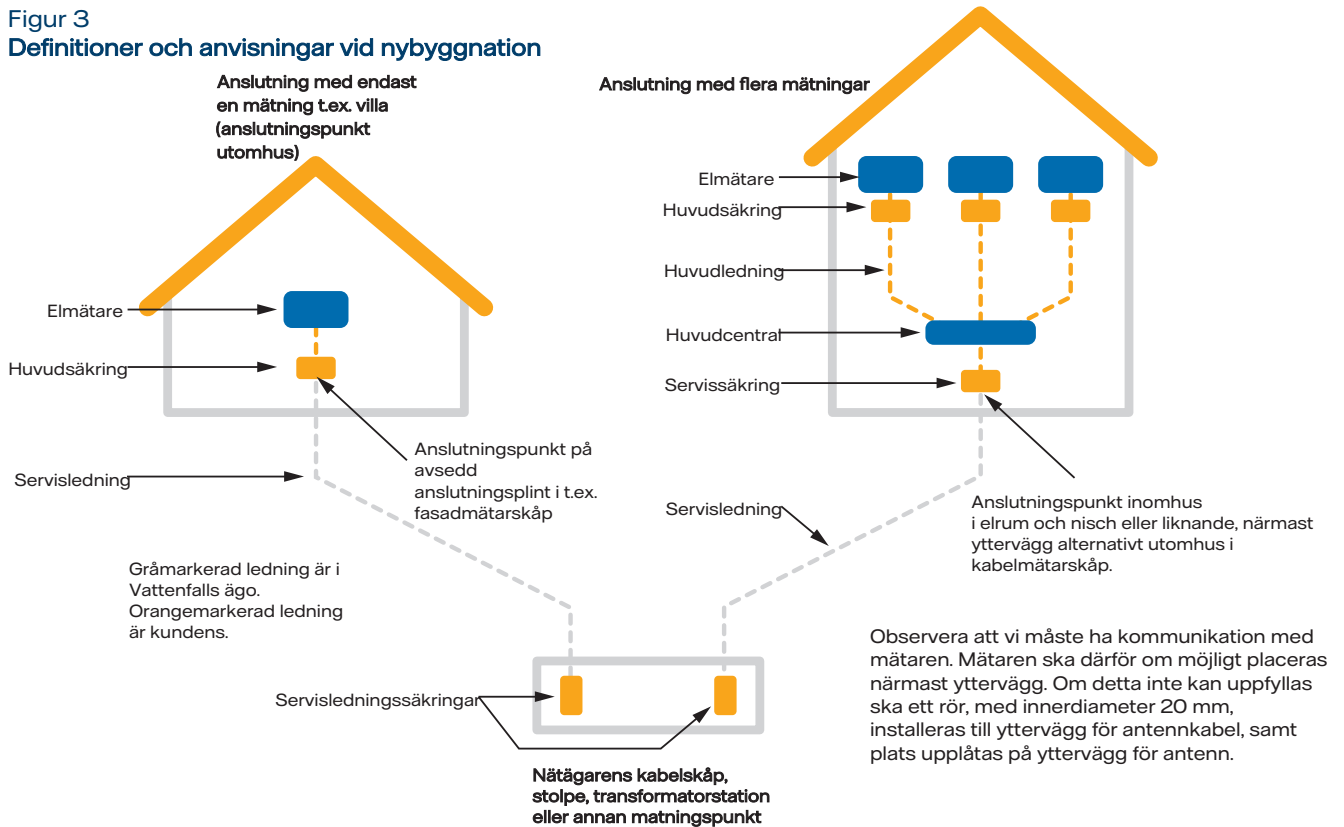 Figur 3
Definitioner och anvisningar vid nybyggnation
Anslutning med endast
en mätning t.ex. villa
(anslutningspunkt
utomhus)
Elmätare
Huvudsäkring
Servisledning
Anslutningspunkt på
avsedd
anslutningsplint i t.ex.
fasadmätarskåp
Gråmarkerad ledning är i
Vattenfalls ägo.
Orangemarkerad ledning
är kundens.
Anslutning med flera mätningar
Elmätare
Huvudsäkring
Huvudledning
Huvudcentral
Servissäkring
Servisledning
Anslutningspunkt inomhus
i elrum och nisch eller liknande, närmast
yttervägg alternativt utomhus i
kabelmätarskåp.
Servisledningssäkringar
Nätägarens kabelskåp,
stolpe, transformatorstation
eller annan matningspunkt
Observera att vi måste ha kommunikation med
mätaren. Mätaren ska därför om möjligt placeras
närmast yttervägg. Om detta inte kan uppfyllas
ska ett rör, med innerdiameter 20 mm,
installeras till yttervägg för antennkabel, samt
plats upplåtas på yttervägg för antenn.